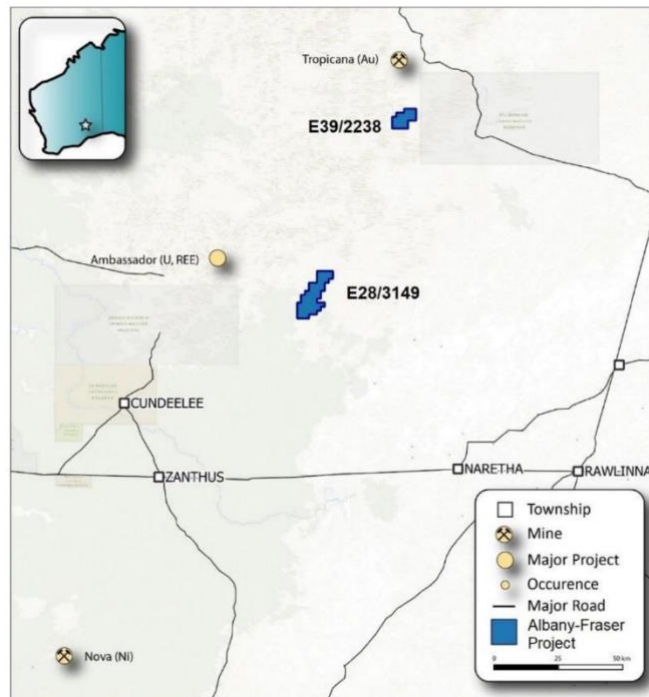 Tropicana (Au)
E39/2238
Ambassador (U, REE)
E28/3149
CUNDEELEE
NARETHA
RAWLINNA
ZANTHUS
Nova (Ni)
Township
Mine
Major Project
Occurence
Major Road
Albany-Fraser
Project
0 25 50 km